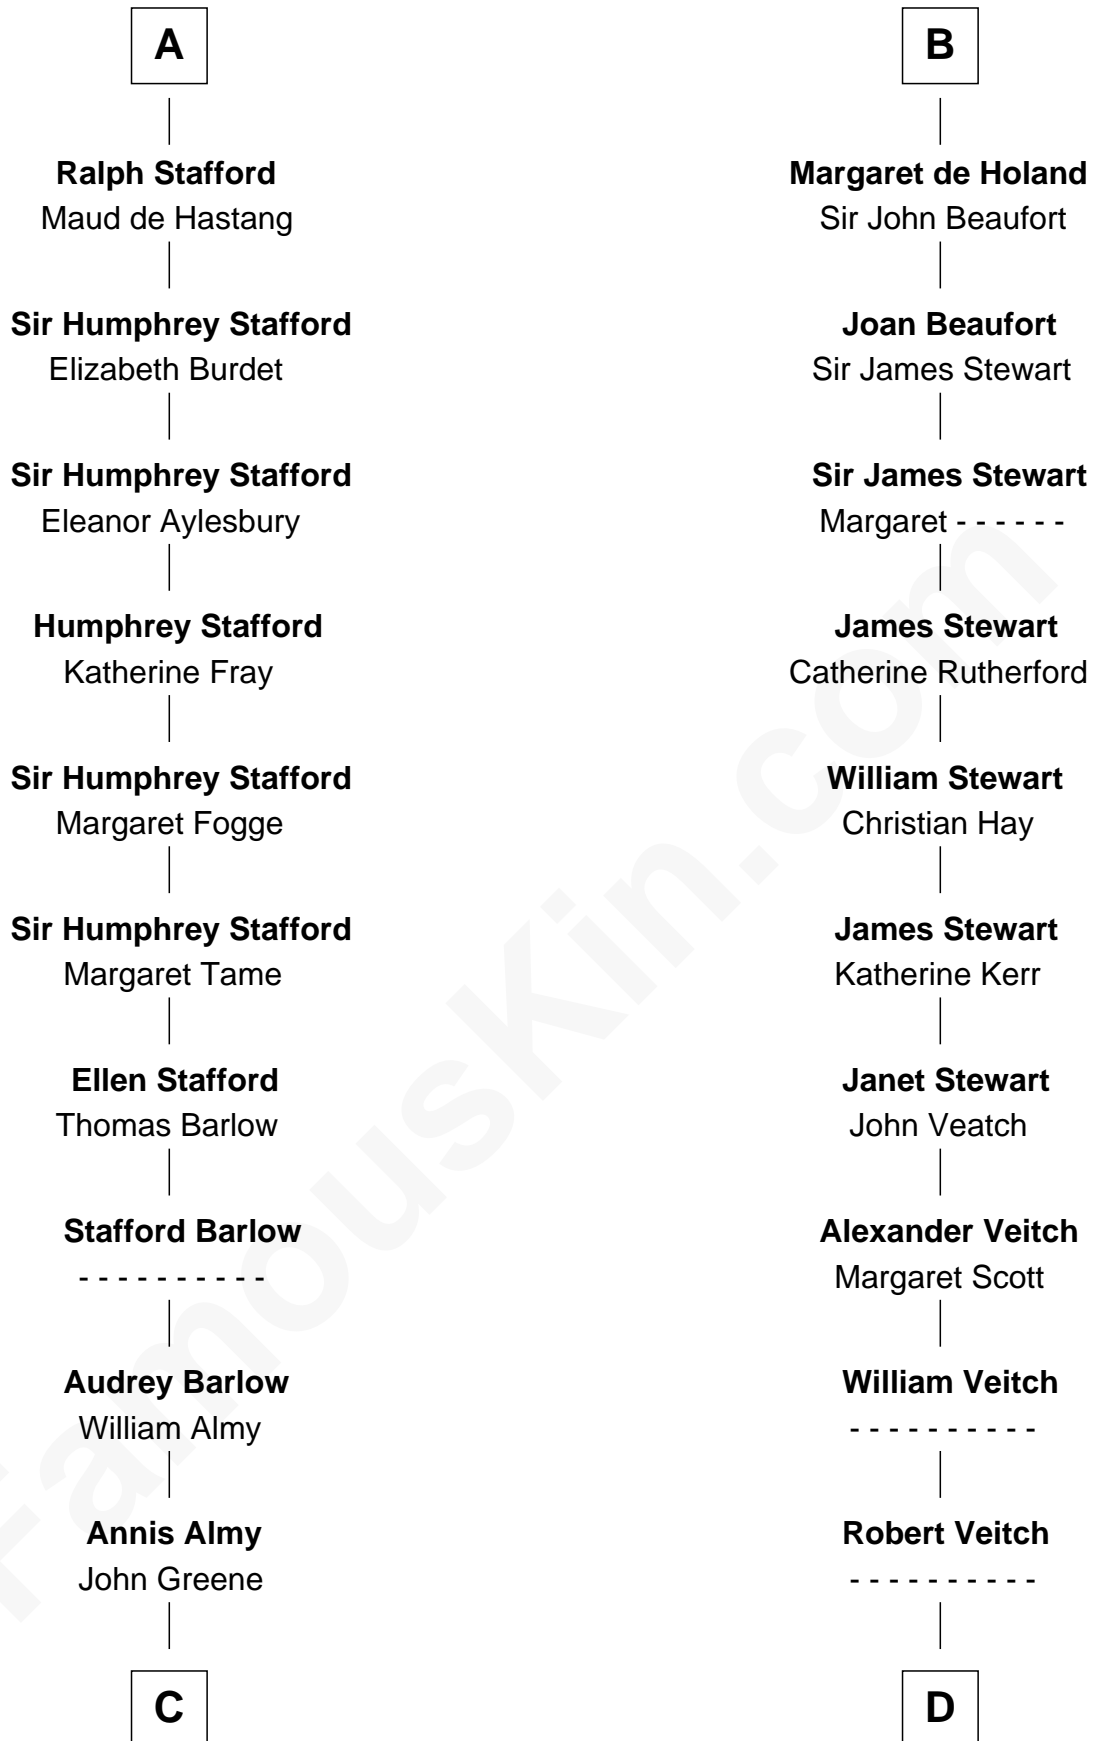 A
Ralph Stafford
Maud de Hastang
Sir Humphrey Stafford
Elizabeth Burdet
Sir Humphrey Stafford
Eleanor Aylesbury
Humphrey Stafford
Katherine Fray
Sir Humphrey Stafford
Margaret Fogge
Sir Humphrey Stafford
Margaret Tame
Ellen Stafford
Thomas Barlow
Stafford Barlow
- - - - - - - - - -
Audrey Barlow
William Almy
Annis Almy
John Greene
C
B
Margaret de Holand
Sir John Beaufort
Joan Beaufort
Sir James Stewart
Sir James Stewart
Margaret - - - - - -
James Stewart
Catherine Rutherford
William Stewart
Christian Hay
James Stewart
Katherine Kerr
Janet Stewart
John Veatch
Alexander Veitch
Margaret Scott
William Veitch
- - - - - - - - - -
Robert Veitch
- - - - - - - - - -
D
FamousKin.com